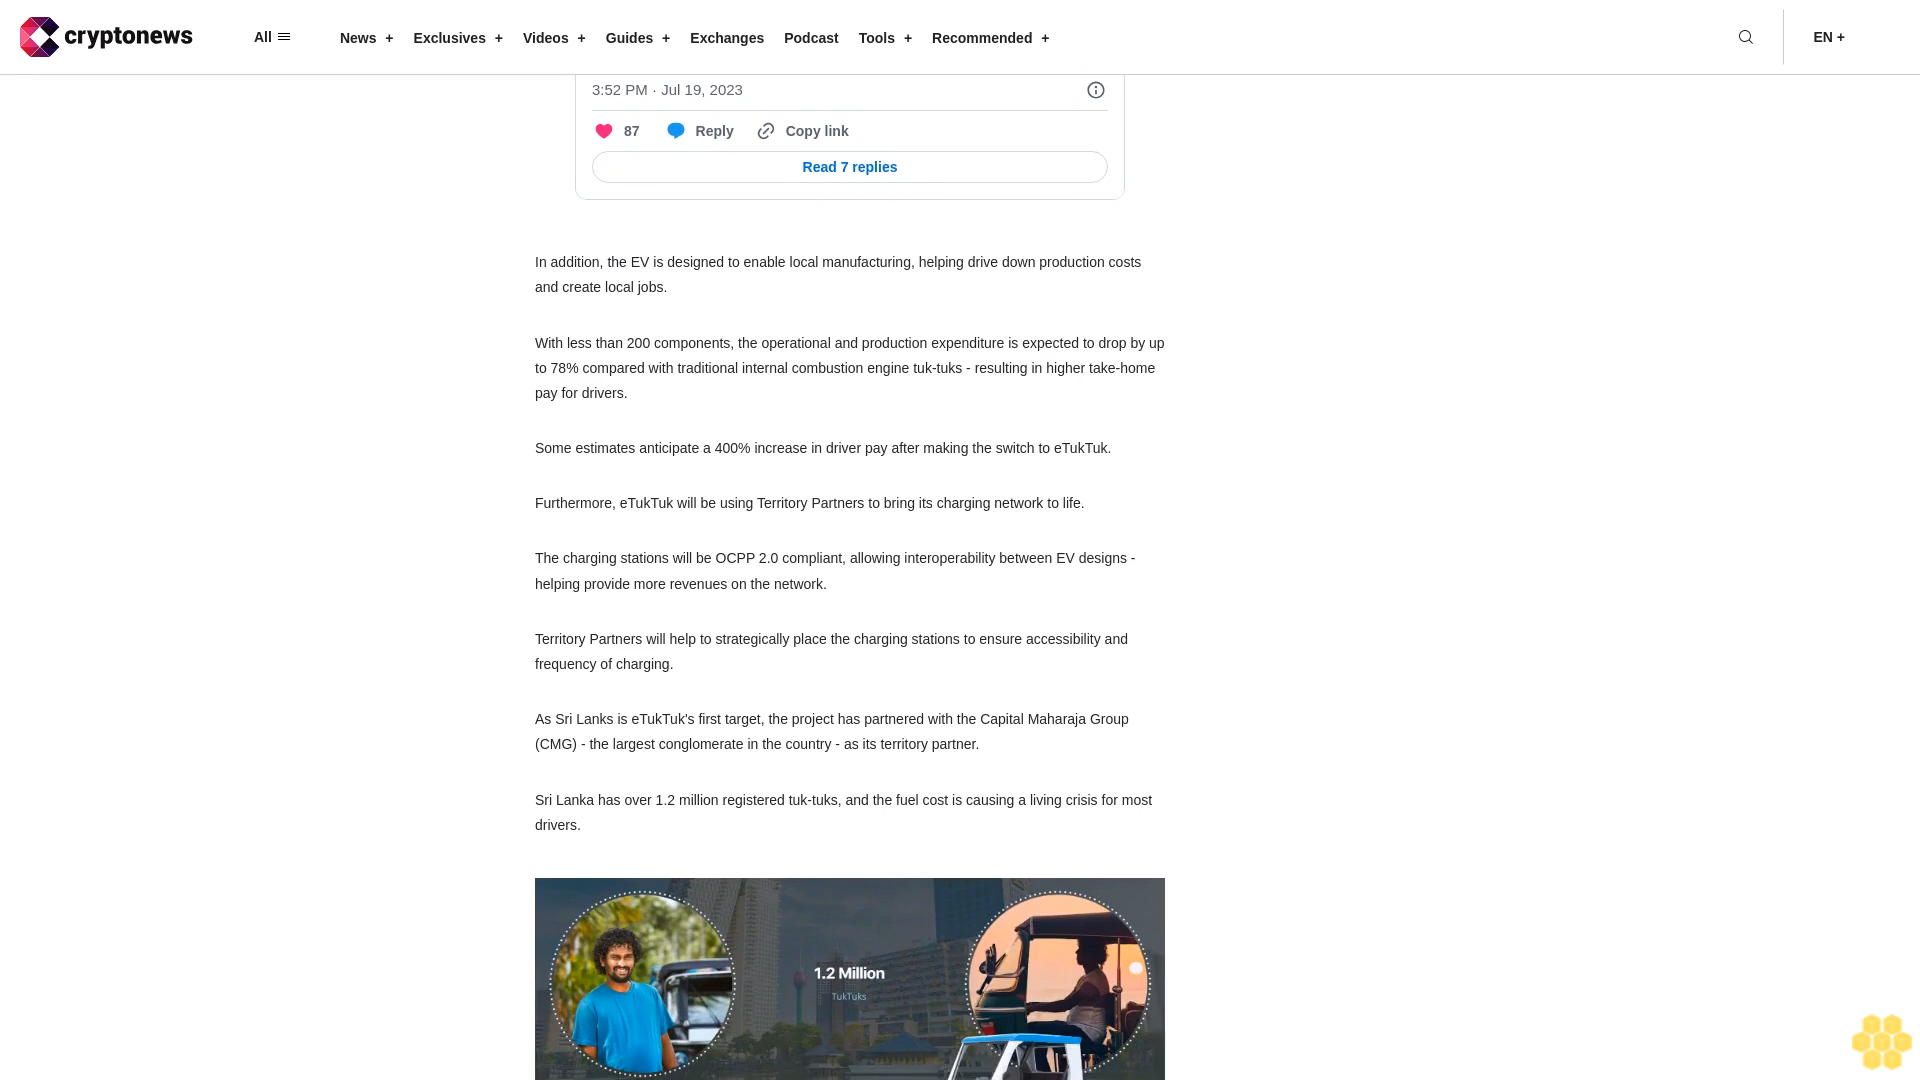 cryptonews
All
News + Exclusives + Videos + Guides + Exchanges Podcast Tools + Recommended +
EN +
3:52 PM · Jul 19, 2023
87 Reply Copy link
Read 7 replies
In addition, the EV is designed to enable local manufacturing, helping drive down production costs
and create local jobs.
With less than 200 components, the operational and production expenditure is expected to drop by up
to 78% compared with traditional internal combustion engine tuk-tuks - resulting in higher take-home
pay for drivers.
Some estimates anticipate a 400% increase in driver pay after making the switch to eTukTuk.
Furthermore, eTukTuk will be using Territory Partners to bring its charging network to life.
The charging stations will be OCPP 2.0 compliant, allowing interoperability between EV designs -
helping provide more revenues on the network.
Territory Partners will help to strategically place the charging stations to ensure accessibility and
frequency of charging.
As Sri Lanks is eTukTuk's first target, the project has partnered with the Capital Maharaja Group
(CMG) - the largest conglomerate in the country - as its territory partner.
Sri Lanka has over 1.2 million registered tuk-tuks, and the fuel cost is causing a living crisis for most
drivers.
1.2 Million
TukTuks